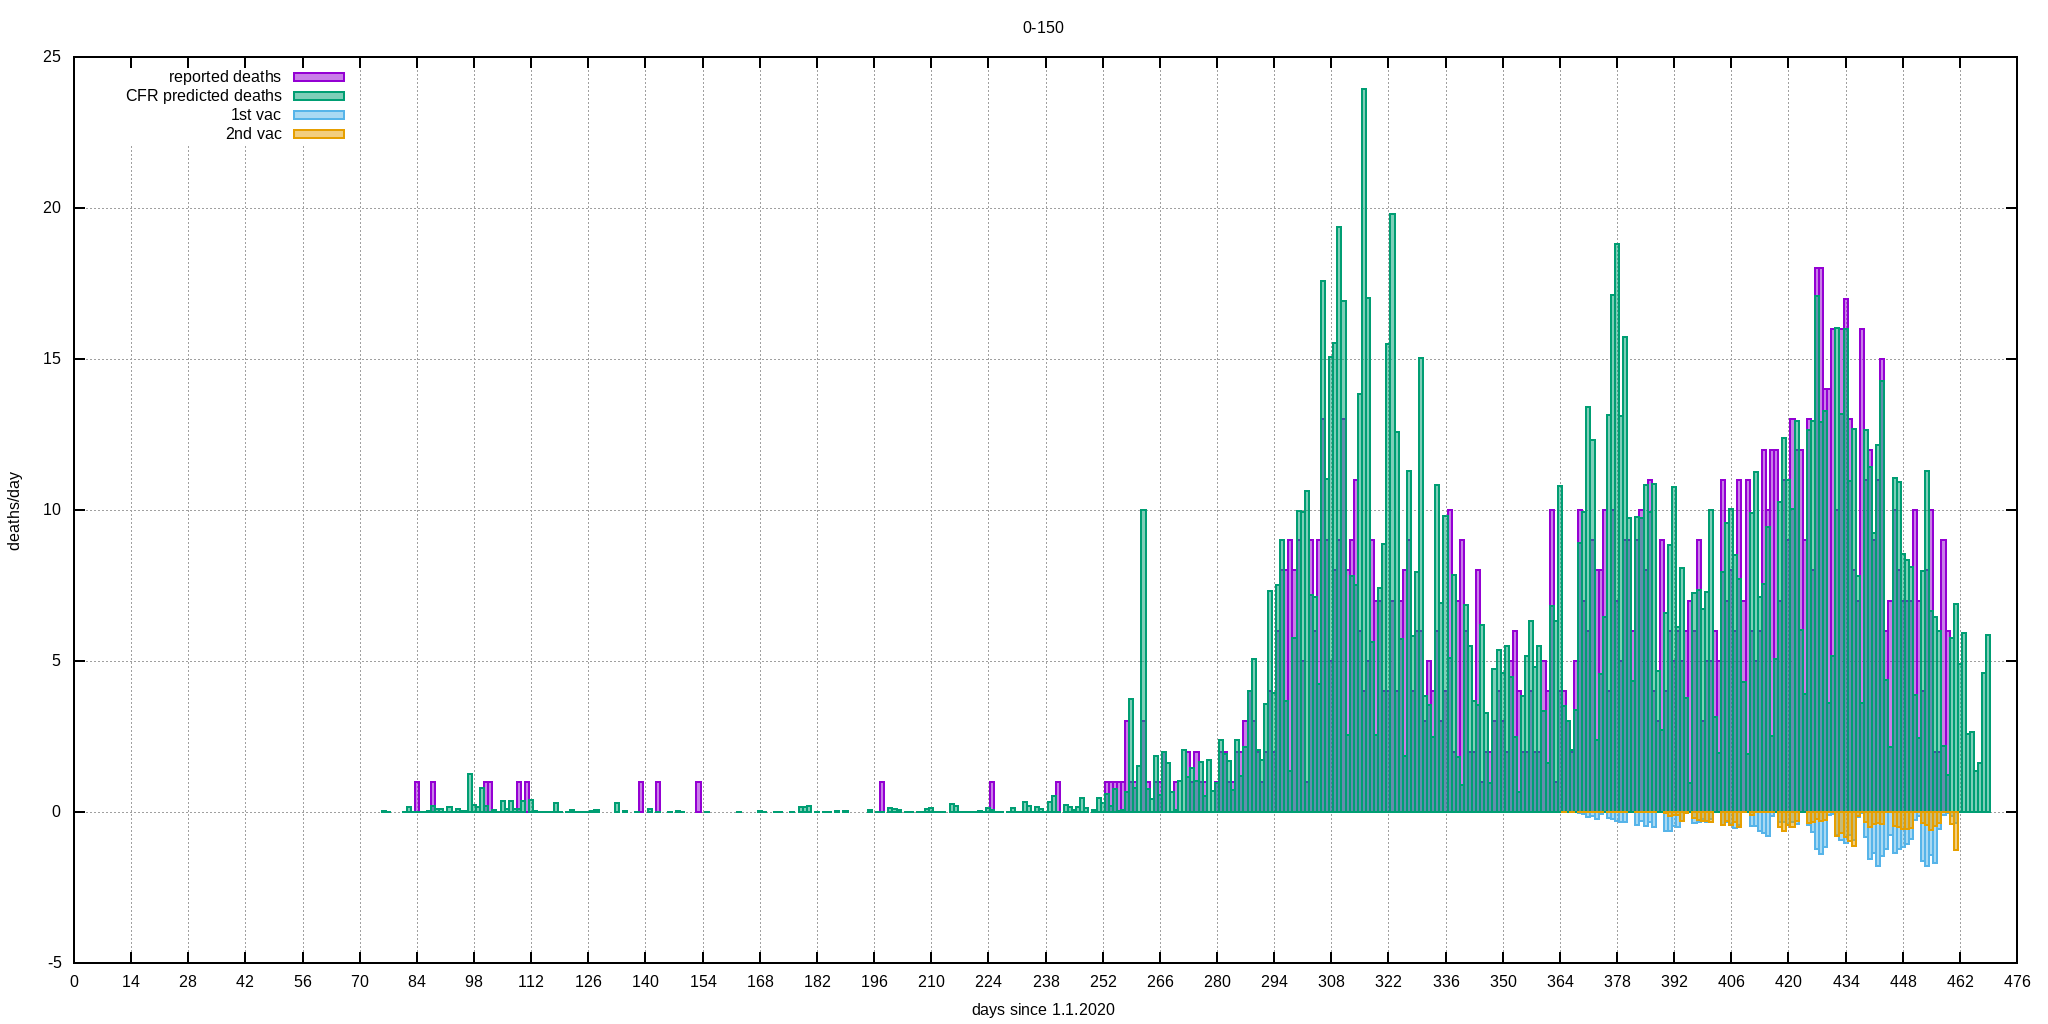 0-150
25
reported deaths
CFR predicted deaths
1st vac
2nd vac
20
15
10
5
0
-5
deaths/day
0 14 28 42 56 70 84 98 112 126 140 154 168 182 196 210 224 238 252 266 280 294 308 322 336 350 364 378 392 406 420 434 448 462 476
days since 1.1.2020